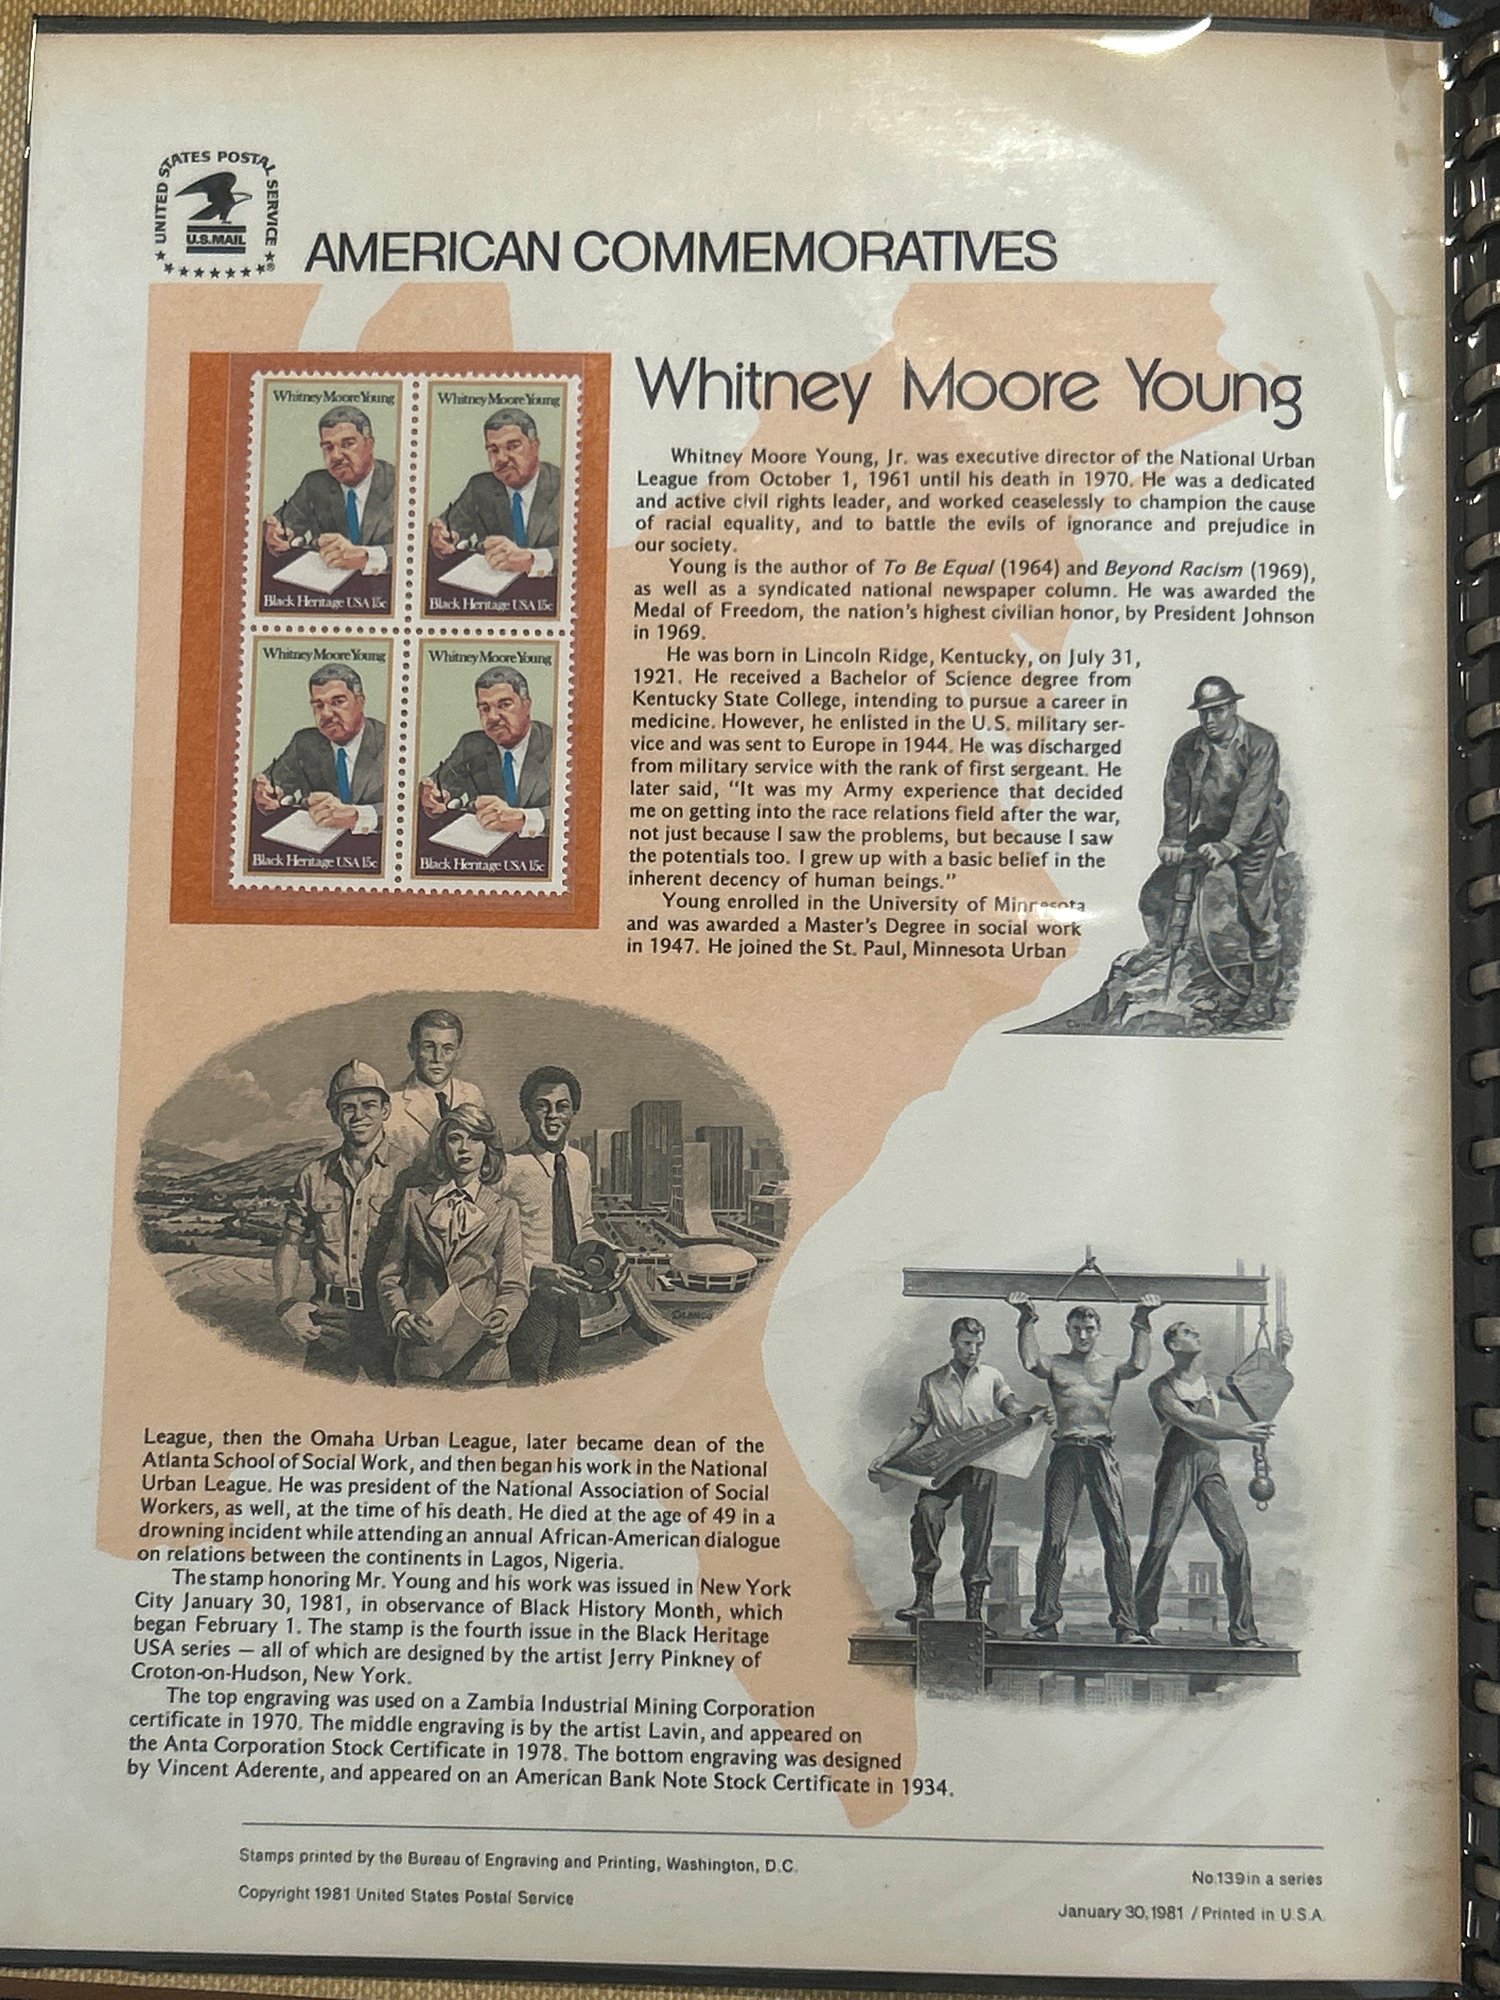 UNITED STATES POSTAL SERVICE
U.S.MAIL
AMERICAN COMMEMORATIVES
Whitney Moore Young
Black Heritage USA 15c
Whitney Moore Young
Black Heritage USA 15c
Whitney Moore Young
Black Heritage USA 15c
Whitney Moore Young
Black Heritage USA 15c
Whitney Moore Young
Whitney Moore Young, Jr. was executive director of the National Urban
League from October 1, 1961 until his death in 1970. He was a dedicated
and active civil rights leader, and worked ceaselessly to champion the cause
of racial equality, and to battle the evils of ignorance and prejudice in
our society.
Young is the author of To Be Equal (1964) and Beyond Racism (1969),
as well as a syndicated national newspaper column. He was awarded the
Medal of Freedom, the nation's highest civilian honor, by President Johnson
in 1969.
He was born in Lincoln Ridge, Kentucky, on July 31,
1921. He received a Bachelor of Science degree from
Kentucky State College, intending to pursue a career in
medicine. However, he enlisted in the U.S. military ser-
vice and was sent to Europe in 1944. He was discharged
from military service with the rank of first sergeant. He
later said, "It was my Army experience that decided
me on getting into the race relations field after the war,
not just because I saw the problems, but because I saw
the potentials too. I grew up with a basic belief in the
inherent decency of human beings."
Young enrolled in the University of Minnesota
and was awarded a Master's Degree in social work
in 1947. He joined the St. Paul, Minnesota Urban
League, then the Omaha Urban League, later became dean of the
Atlanta School of Social Work, and then began his work in the National
Urban League. He was president of the National Association of Social
Workers, as well, at the time of his death. He died at the age of 49 in a
drowning incident while attending an annual African-American dialogue
on relations between the continents in Lagos, Nigeria.
The stamp honoring Mr. Young and his work was issued in New York
City January 30, 1981, in observance of Black History Month, which
began February 1. The stamp is the fourth issue in the Black Heritage
USA series — all of which are designed by the artist Jerry Pinkney of
Croton-on-Hudson, New York.
The top engraving was used on a Zambia Industrial Mining Corporation
certificate in 1970. The middle engraving is by the artist Lavin, and appeared on
the Anta Corporation Stock Certificate in 1978. The bottom engraving was designed
by Vincent Aderente, and appeared on an American Bank Note Stock Certificate in 1934.
Stamps printed by the Bureau of Engraving and Printing, Washington, D.C.
Copyright 1981 United States Postal Service
No.139 in a series
January 30, 1981 / Printed in U.S.A.